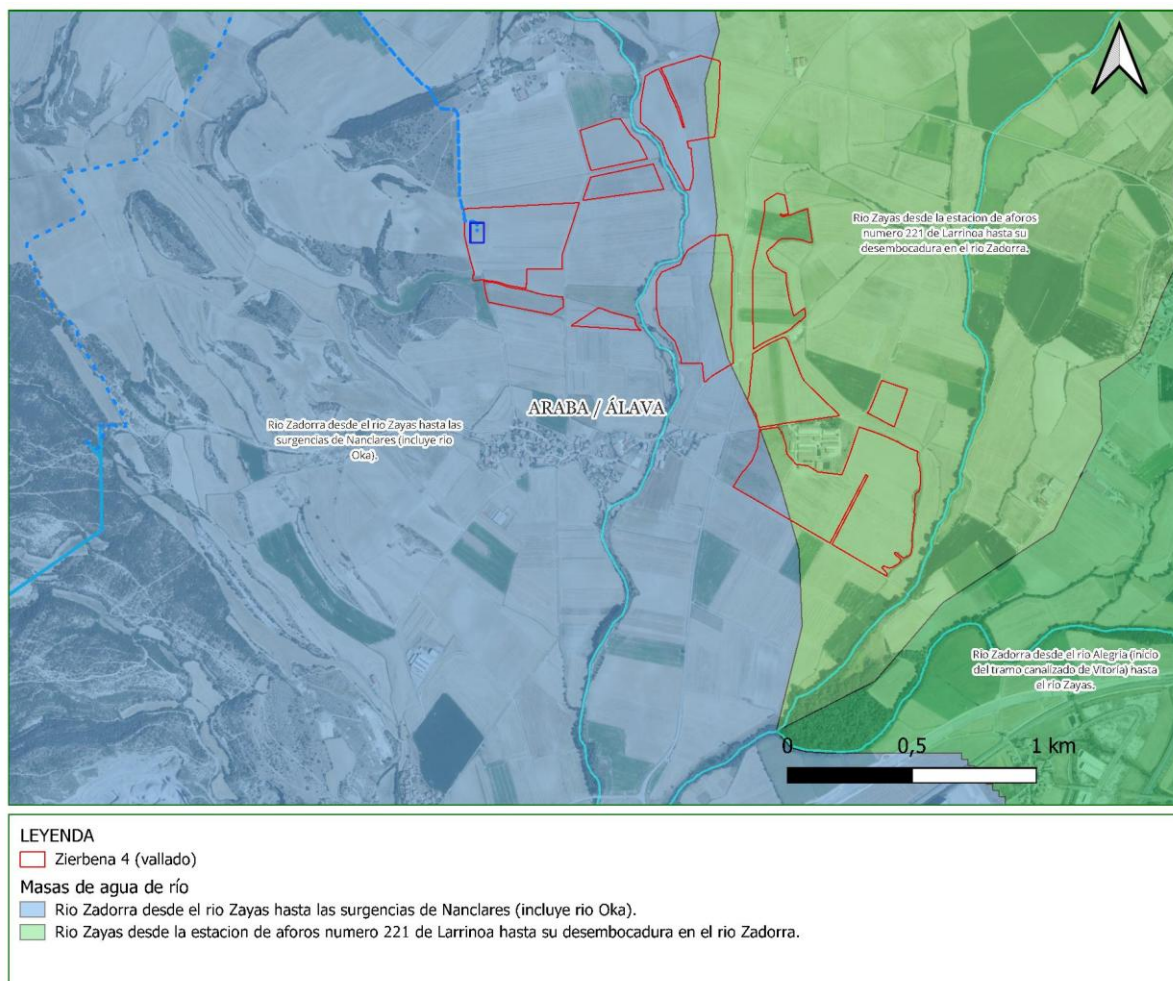 Rio Zayas desde la estacion de aforos
numero 221 de Larrinoa hasta su
desembocadura en el rio Zadorra.
ARABA / ÁLAVA
Rio Zadorra desde el rio Zayas hasta las
surgencias de Nanclares (incluye rio
Oka).
Rio Zadorra desde el rio Alegria (inicio
del tramo canalizado de Vitoria) hasta
el rio Zayas.
0 0,5 1 km
LEYENDA
Zierbena 4 (vallado)
Masas de agua de río
Rio Zadorra desde el rio Zayas hasta las surgencias de Nanclares (incluye rio Oka).
Rio Zayas desde la estacion de aforos numero 221 de Larrinoa hasta su desembocadura en el rio Zadorra.